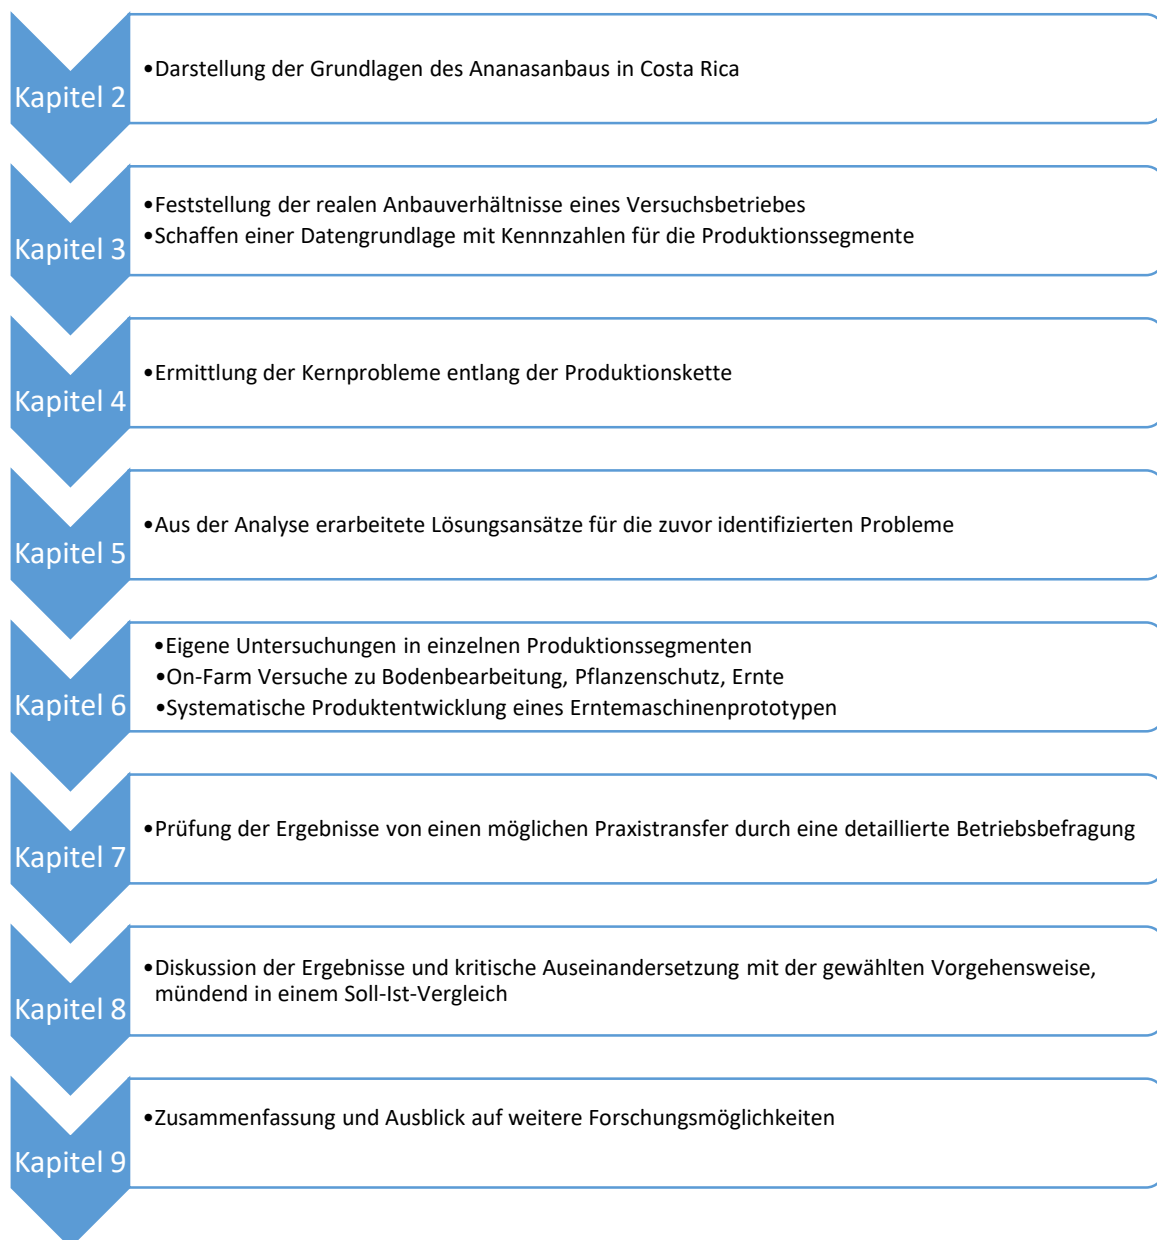 Kapitel 2
•Darstellung der Grundlagen des Ananasanbaus in Costa Rica
Kapitel 3
•Feststellung der realen Anbauverhältnisse eines Versuchsbetriebes
•Schaffen einer Datengrundlage mit Kennnzahlen für die Produktionssegmente
Kapitel 4
•Ermittlung der Kernprobleme entlang der Produktionskette
Kapitel 5
•Aus der Analyse erarbeitete Lösungsansätze für die zuvor identifizierten Probleme
Kapitel 6
•Eigene Untersuchungen in einzelnen Produktionssegmenten
•On-Farm Versuche zu Bodenbearbeitung, Pflanzenschutz, Ernte
•Systematische Produktentwicklung eines Erntemaschinenprototypen
Kapitel 7
•Prüfung der Ergebnisse von einen möglichen Praxistransfer durch eine detaillierte Betriebsbefragung
Kapitel 8
•Diskussion der Ergebnisse und kritische Auseinandersetzung mit der gewählten Vorgehensweise,
mündend in einem Soll-Ist-Vergleich
Kapitel 9
•Zusammenfassung und Ausblick auf weitere Forschungsmöglichkeiten